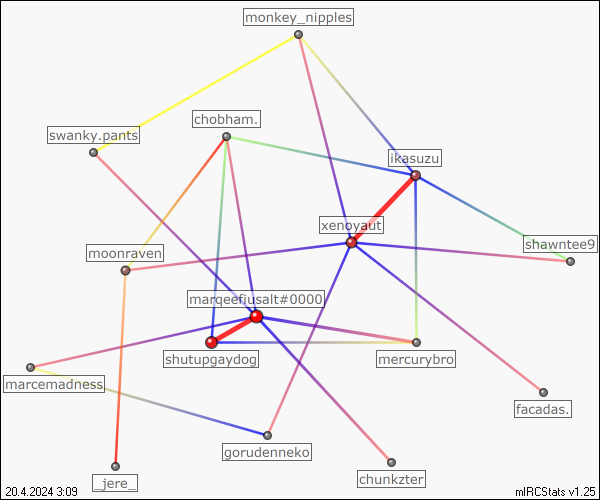 monkey_nipples
chobham.
swanky.pants
ikasuzu
xenoyaut
shawntee9
moonraven
marqeefiusalt#0000
shutupgaydog
mercurybro
marcemadness
facadas.
gorudenneko
_jere_
chunkzter
20.4.2024 3:09
mIRCStats v1.25